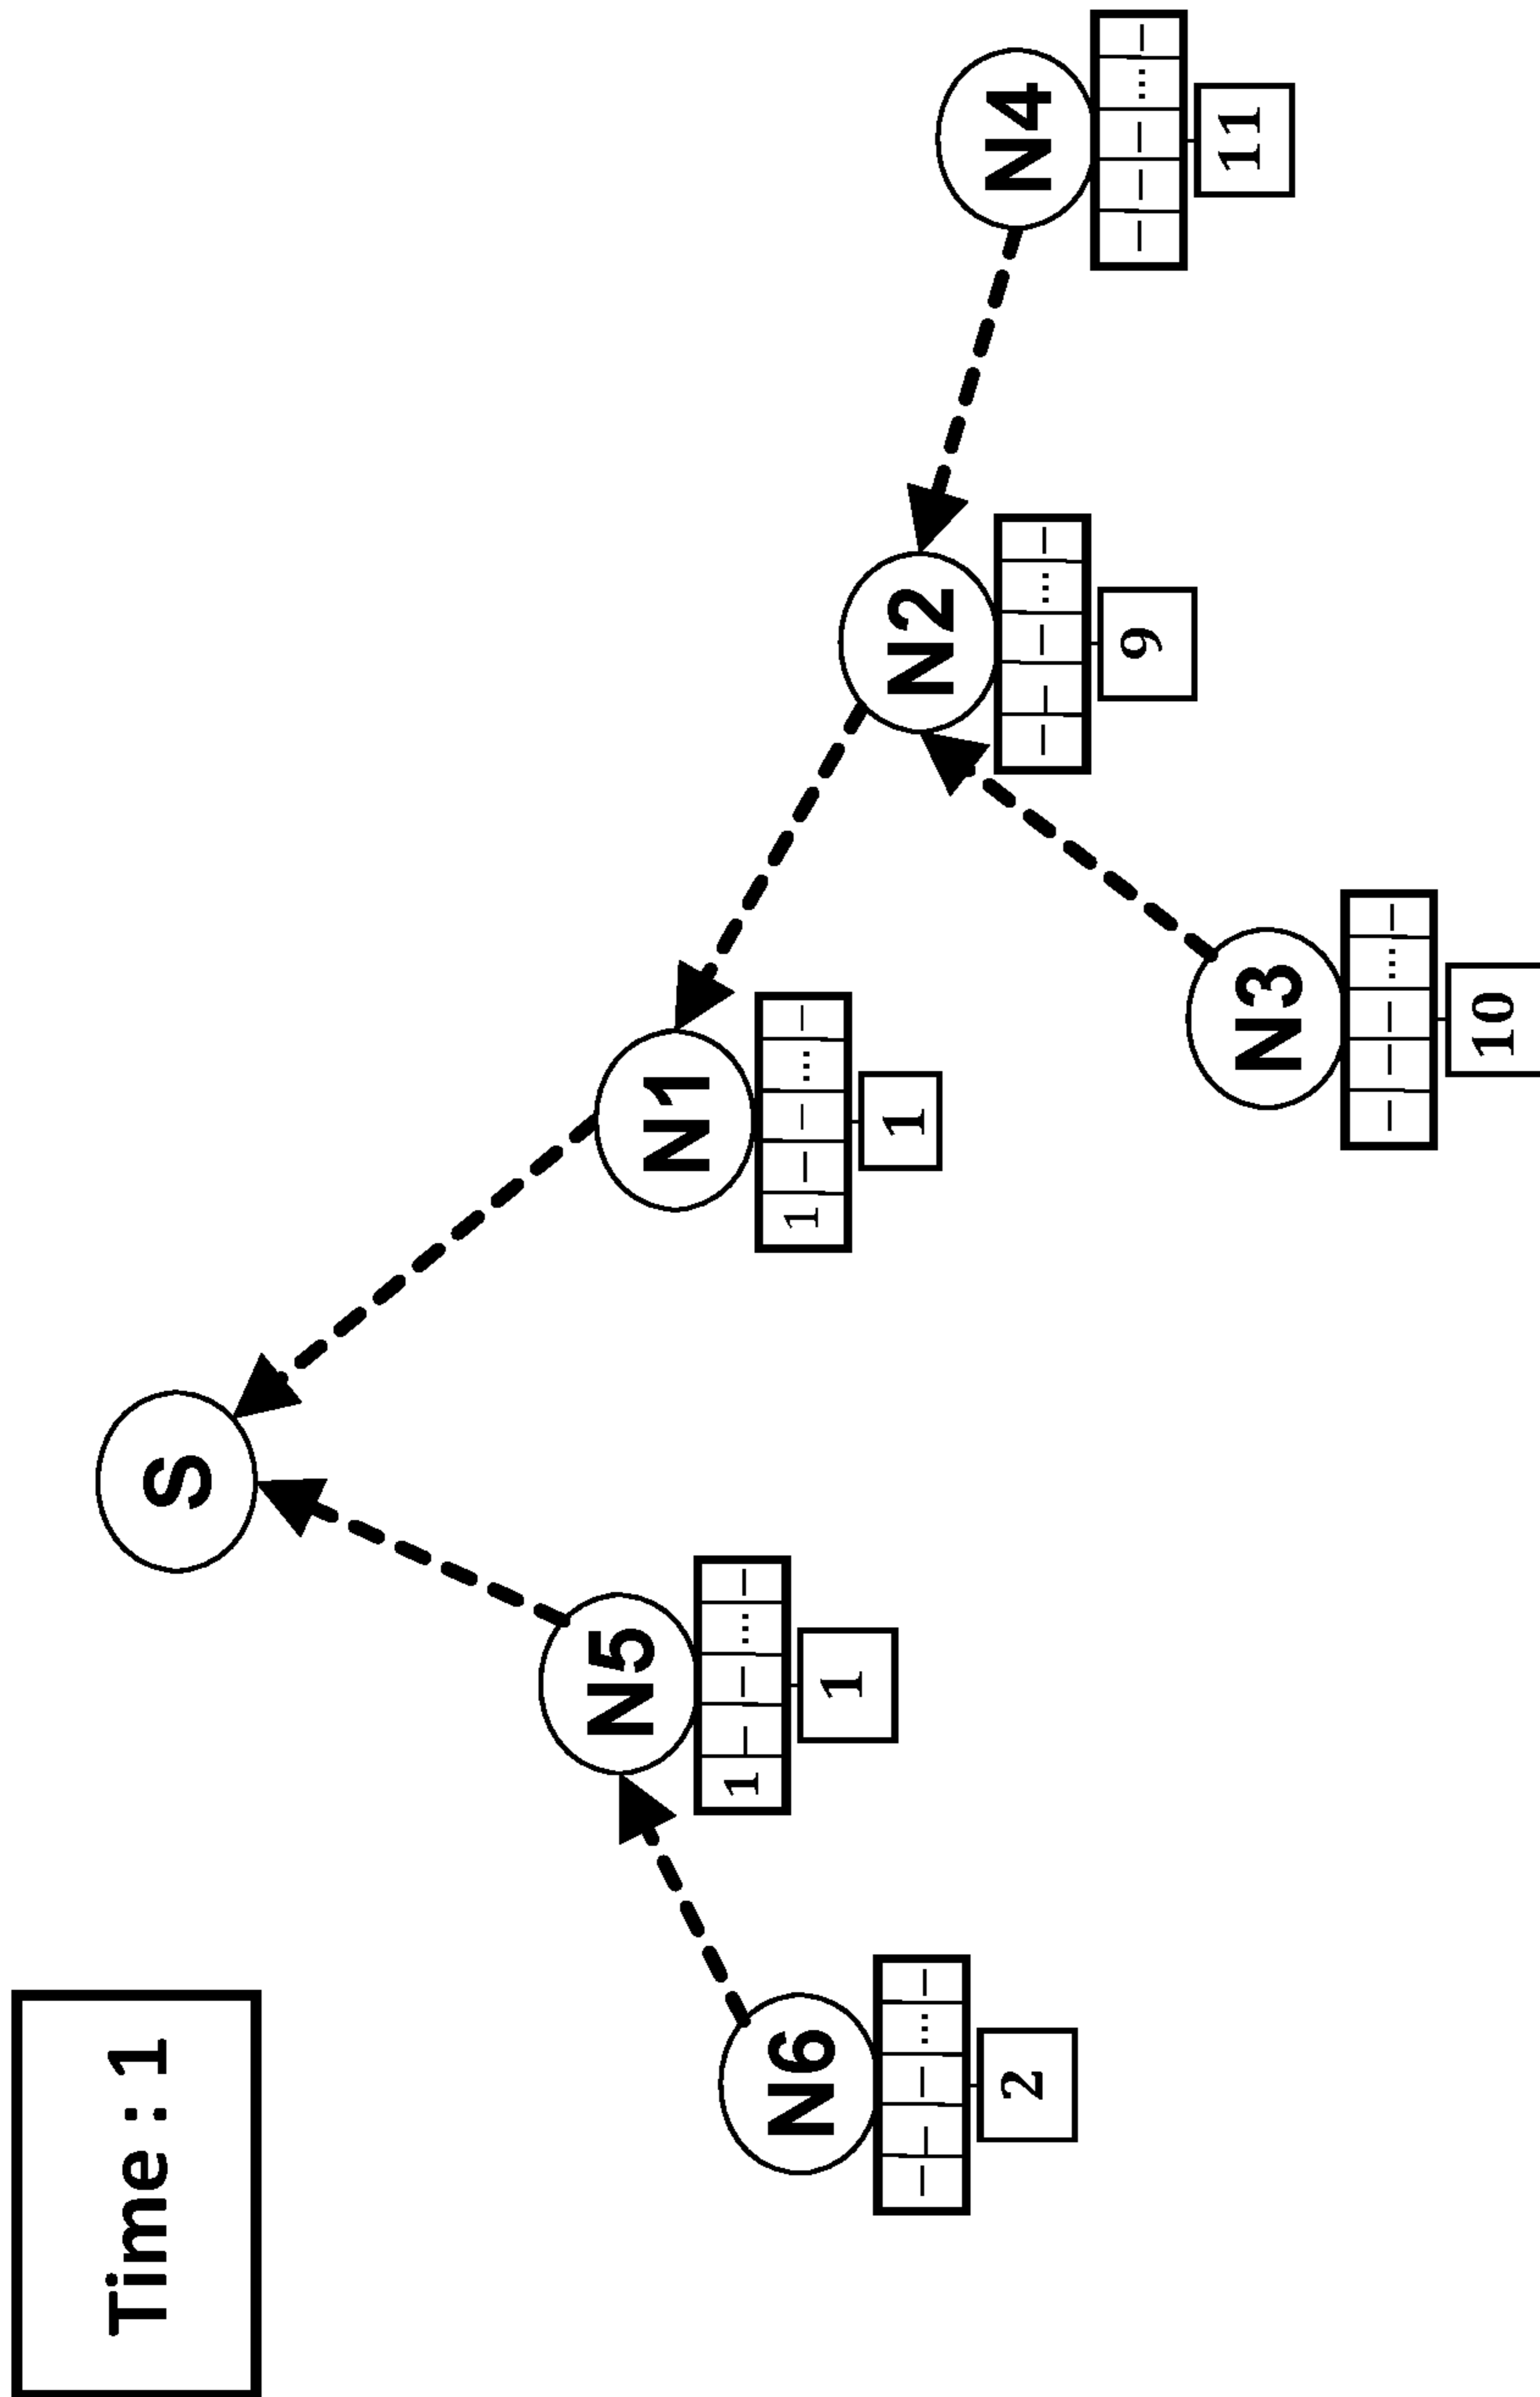 Time : 1
S
N5
1 – – ... –
1
N1
1 – – ... –
1
N6
– – – ... –
2
N2
– – – ... –
9
N4
– – – ... –
11
N3
– – – ... –
10